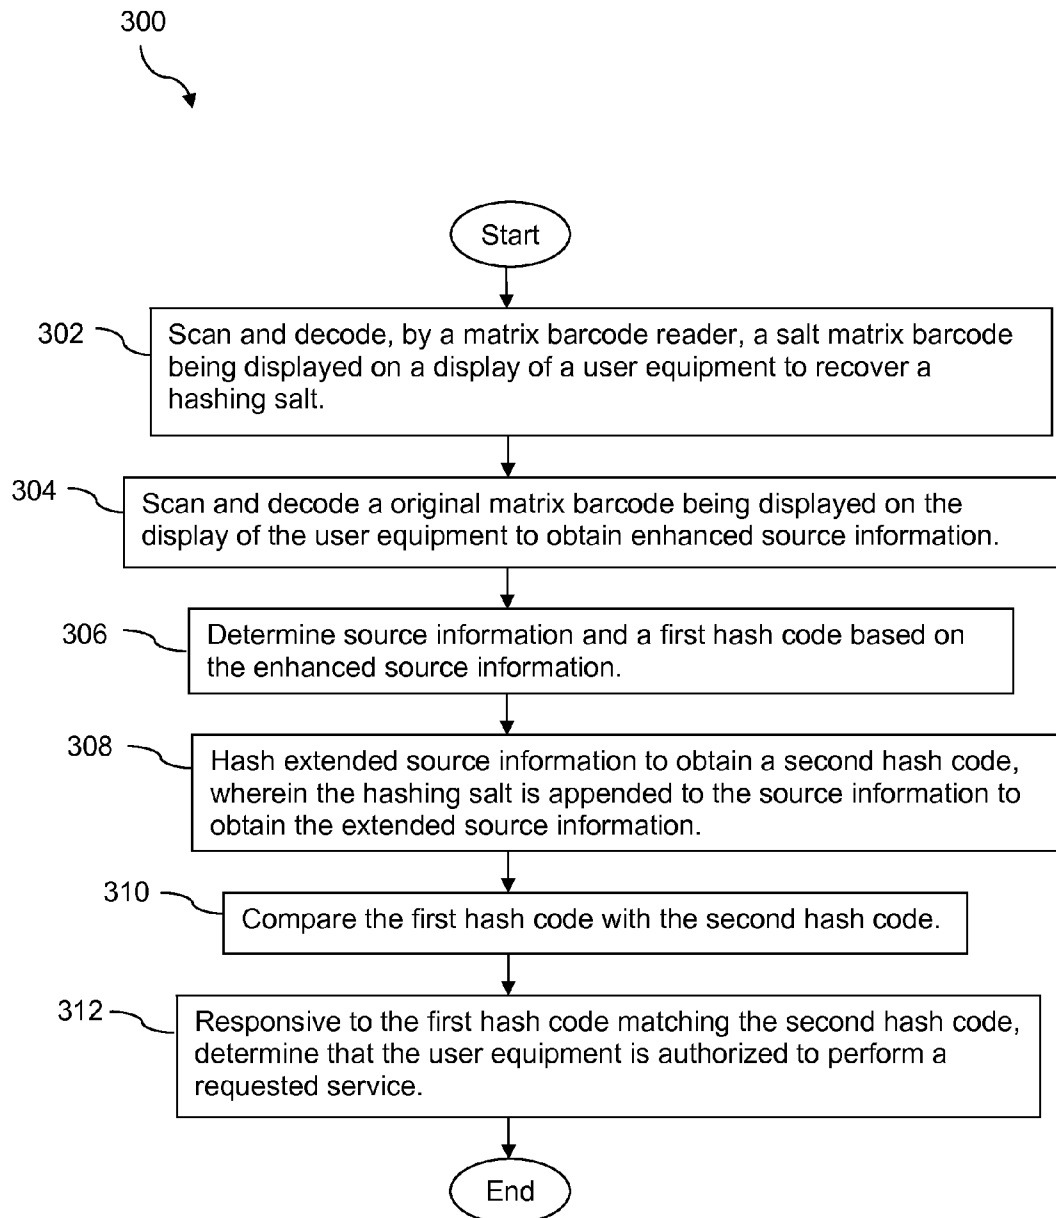 300
Start
302
Scan and decode, by a matrix barcode reader, a salt matrix barcode
being displayed on a display of a user equipment to recover a
hashing salt.
304
Scan and decode a original matrix barcode being displayed on the
display of the user equipment to obtain enhanced source information.
306
Determine source information and a first hash code based on
the enhanced source information.
308
Hash extended source information to obtain a second hash code,
wherein the hashing salt is appended to the source information to
obtain the extended source information.
310
Compare the first hash code with the second hash code.
312
Responsive to the first hash code matching the second hash code,
determine that the user equipment is authorized to perform a
requested service.
End